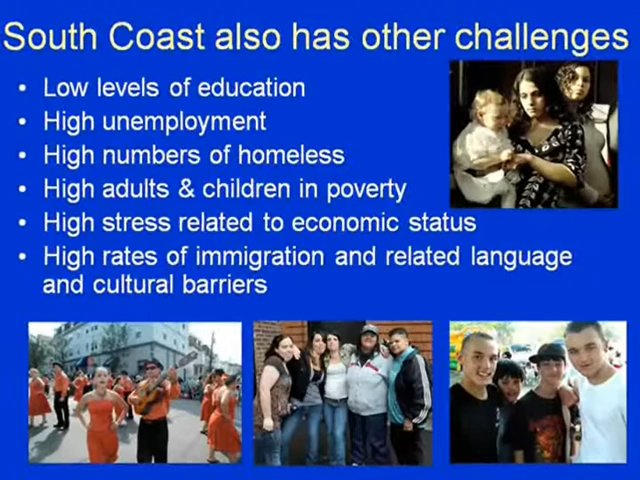 South Coast also has other challenges
• Low levels of education
• High unemployment
• High numbers of homeless
• High adults & children in poverty
• High stress related to economic status
• High rates of immigration and related language
and cultural barriers